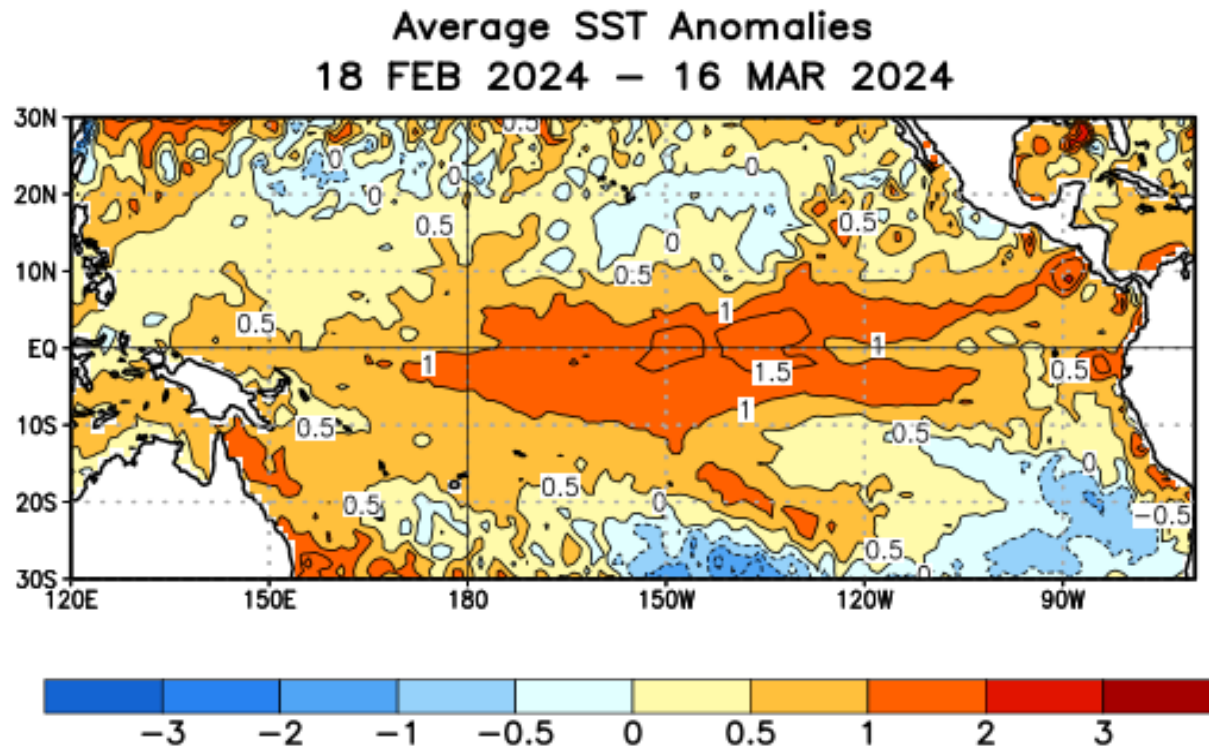 Average SST Anomalies
18 FEB 2024 – 16 MAR 2024
30N 0.5
0
0
20N 0
0.5 0.5
0
10N 0.5
0.5 1
EQ 1
1 1.5 0.5
10S 0.5 1 0.5
0
20S 0.5 0.5 0 -0.5
0.5
30S 0
120E 150E 180 150W 120W 90W
-3 -2 -1 -0.5 0 0.5 1 2 3